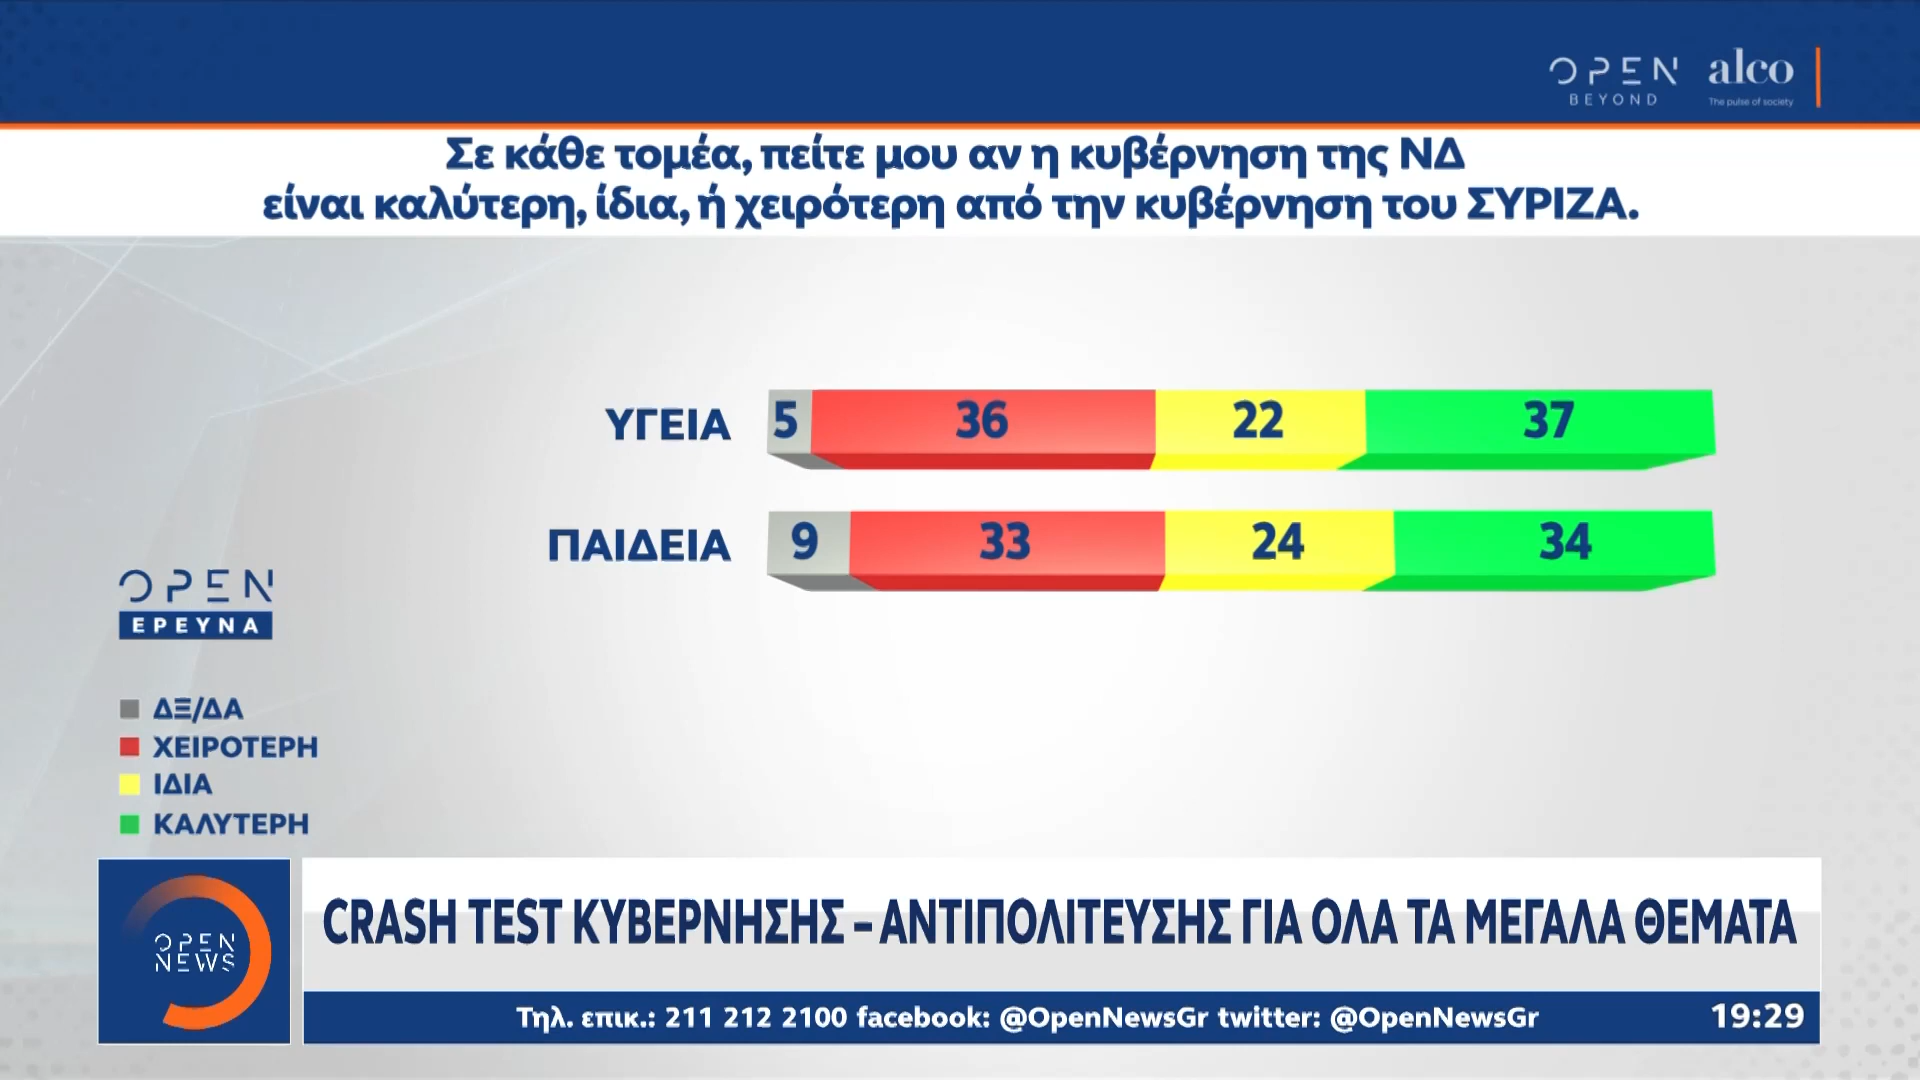 OPEN
BEYOND
alco
The pulse of society
Σε κάθε τομέα, πείτε μου αν η κυβέρνηση της ΝΔ
είναι καλύτερη, ίδια, ή χειρότερη από την κυβέρνηση του ΣΥΡΙΖΑ.
ΥΓΕΙΑ 5 36 22 37
ΠΑΙΔΕΙΑ 9 33 24 34
OPEN
ΕΡΕΥΝΑ
ΔΞ/ΔΑ
ΧΕΙΡΟΤΕΡΗ
ΙΔΙΑ
ΚΑΛΥΤΕΡΗ
OPEN
NEWS
CRASH TEST ΚΥΒΕΡΝΗΣΗΣ – ΑΝΤΙΠΟΛΙΤΕΥΣΗΣ ΓΙΑ ΟΛΑ ΤΑ ΜΕΓΑΛΑ ΘΕΜΑΤΑ
Τηλ. επικ.: 211 212 2100 facebook: @OpenNewsGr twitter: @OpenNewsGr 19:29